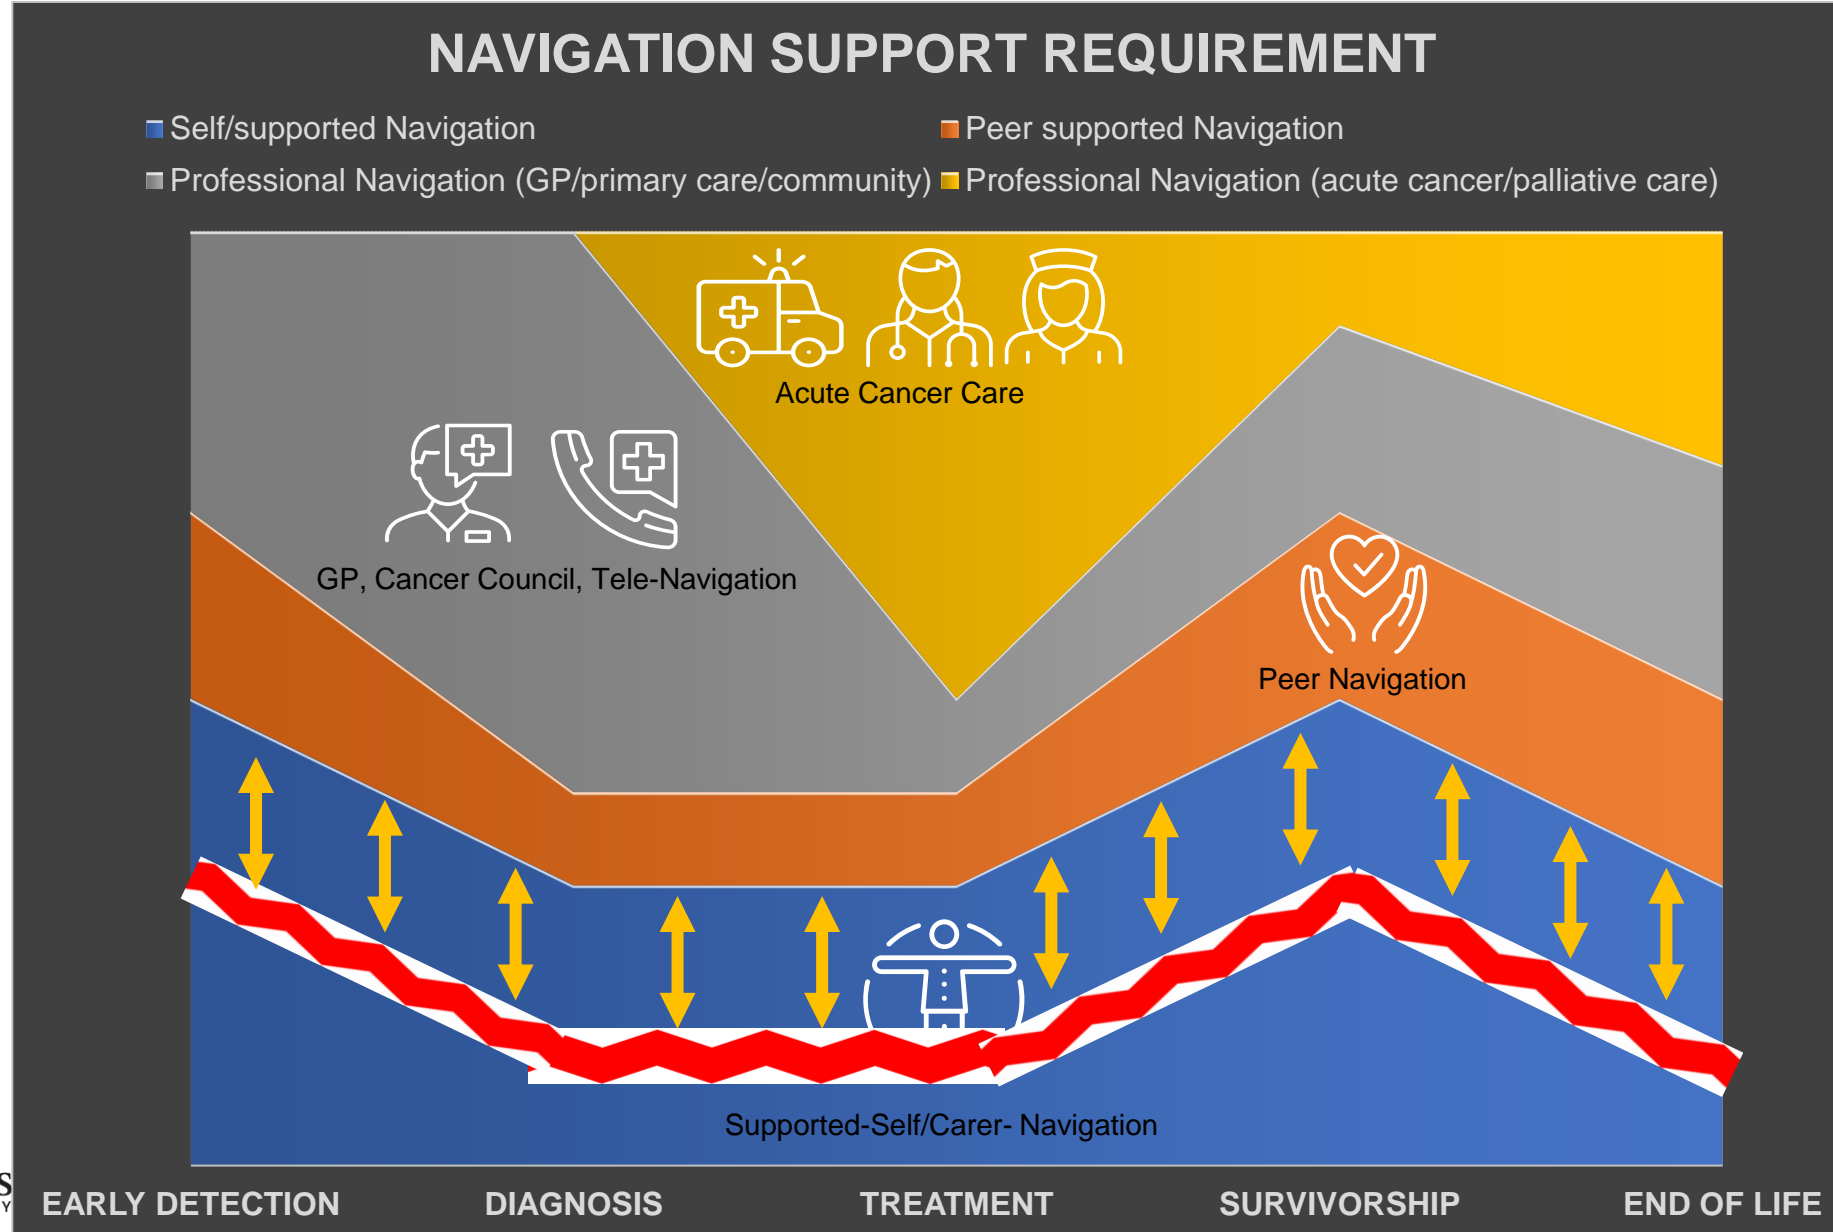 NAVIGATION SUPPORT REQUIREMENT
Self/supported Navigation
Peer supported Navigation
Professional Navigation (GP/primary care/community)
Professional Navigation (acute cancer/palliative care)
Acute Cancer Care
GP, Cancer Council, Tele-Navigation
Peer Navigation
Supported-Self/Carer- Navigation
S
Y
EARLY DETECTION
DIAGNOSIS
TREATMENT
SURVIVORSHIP
END OF LIFE